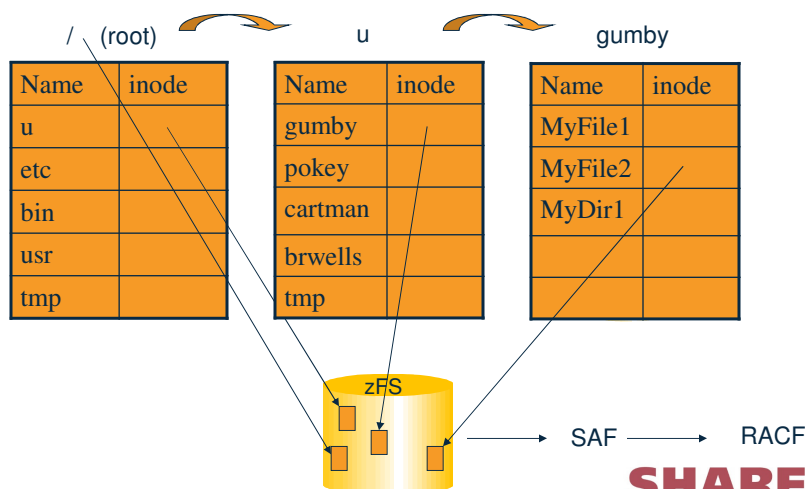 / (root) u gumby
Name inode Name inode Name inode
u gumby MyFile1
etc pokey MyFile2
bin cartman MyDir1
usr brwells
tmp tmp
zFS
SAF RACF
SHARE